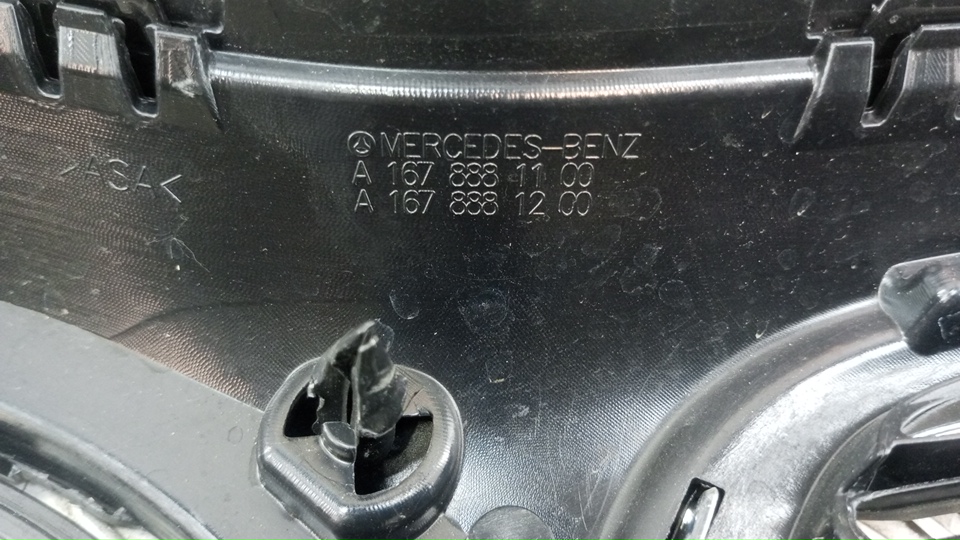 MERCEDES-BENZ
A 167 888 11 00
A 167 888 12 00
>ASA<